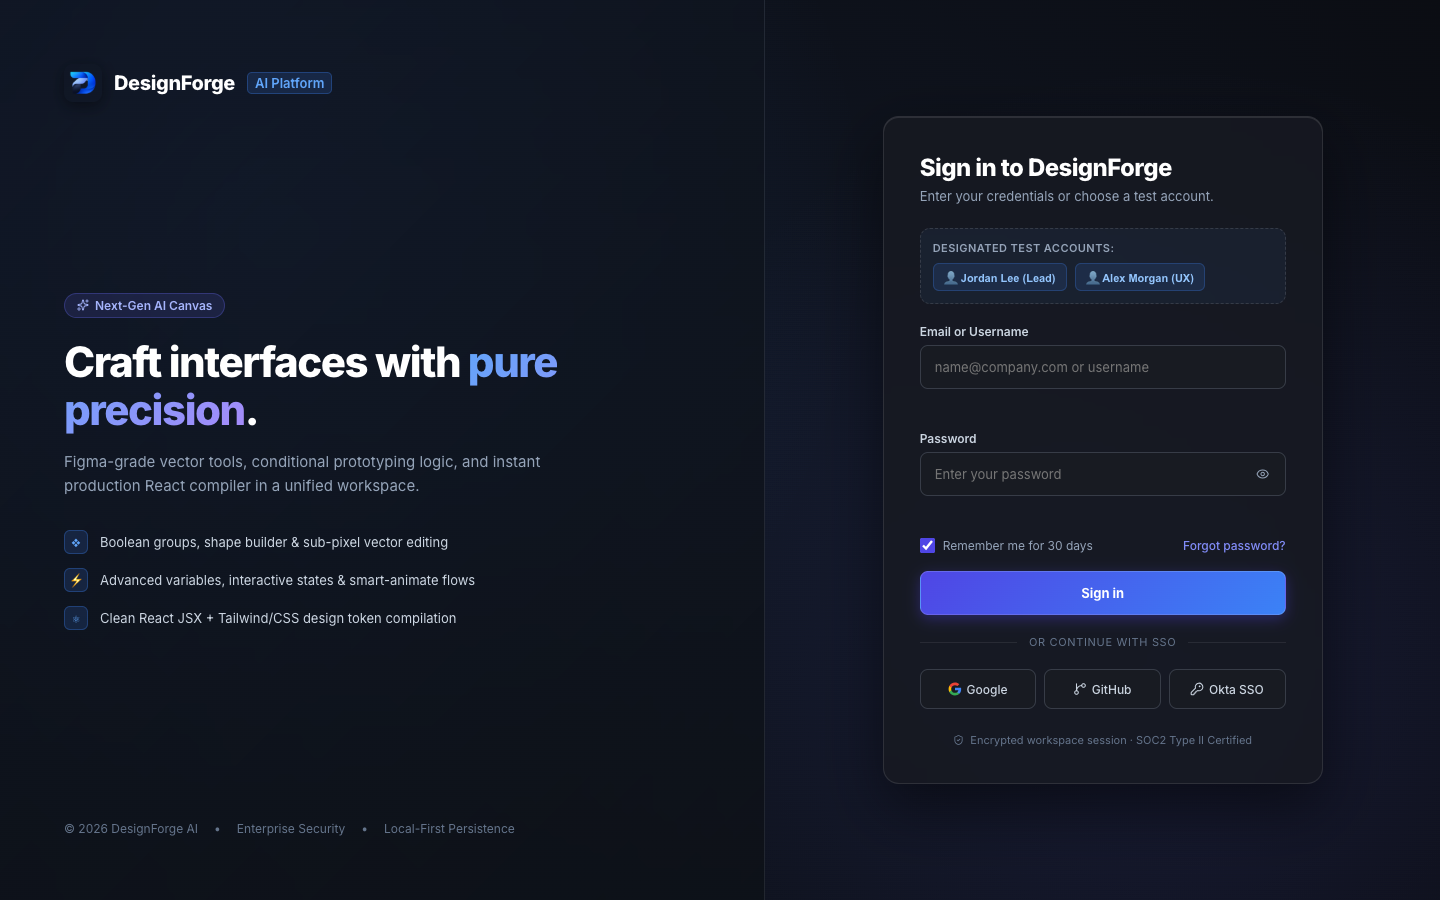 DesignForge AI Platform
Next-Gen AI Canvas
Craft interfaces with pure
precision.
Figma-grade vector tools, conditional prototyping logic, and instant
production React compiler in a unified workspace.
Boolean groups, shape builder & sub-pixel vector editing
Advanced variables, interactive states & smart-animate flows
Clean React JSX + Tailwind/CSS design token compilation
© 2026 DesignForge AI • Enterprise Security • Local-First Persistence
Sign in to DesignForge
Enter your credentials or choose a test account.
DESIGNATED TEST ACCOUNTS:
Jordan Lee (Lead) Alex Morgan (UX)
Email or Username
name@company.com or username
Password
Enter your password
Remember me for 30 days Forgot password?
Sign in
OR CONTINUE WITH SSO
Google GitHub Okta SSO
Encrypted workspace session · SOC2 Type II Certified